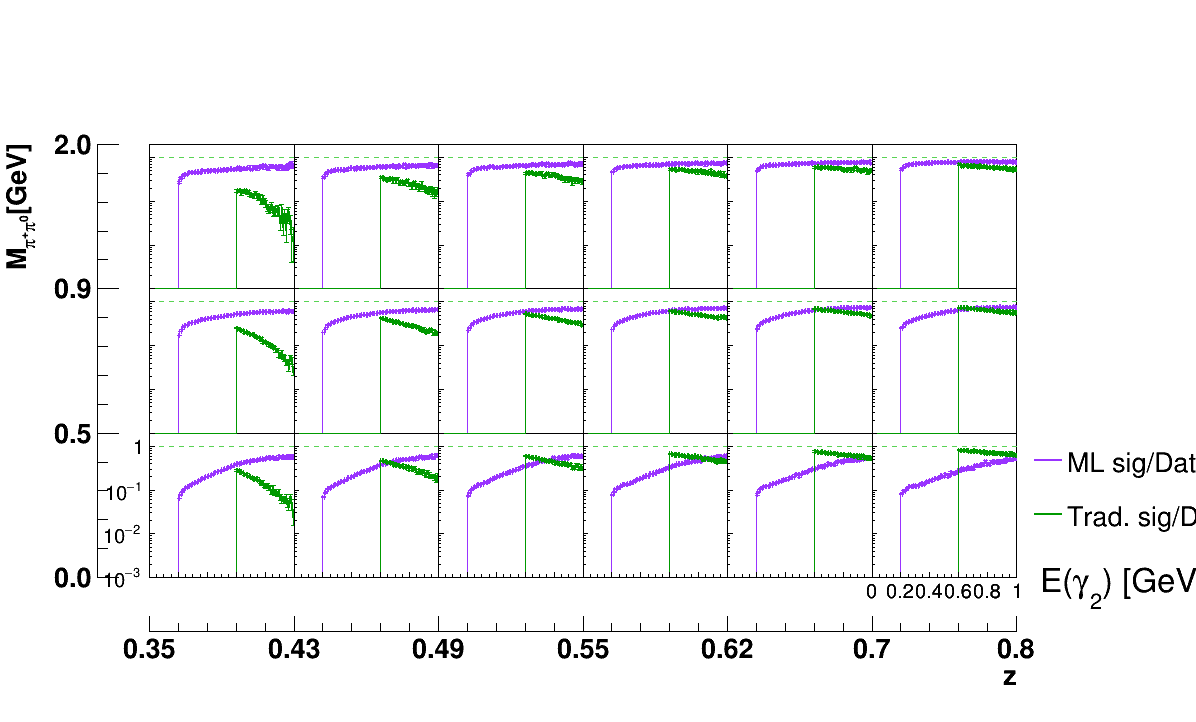 2.0
M π⁺π⁰ [GeV]
0.9
0.5
1
10⁻¹
10⁻²
10⁻³
0.0
ML sig/Dat
Trad. sig/D
E(γ₂) [GeV
0 0.2 0.4 0.6 0.8 1
0.35 0.43 0.49 0.55 0.62 0.7 0.8
z